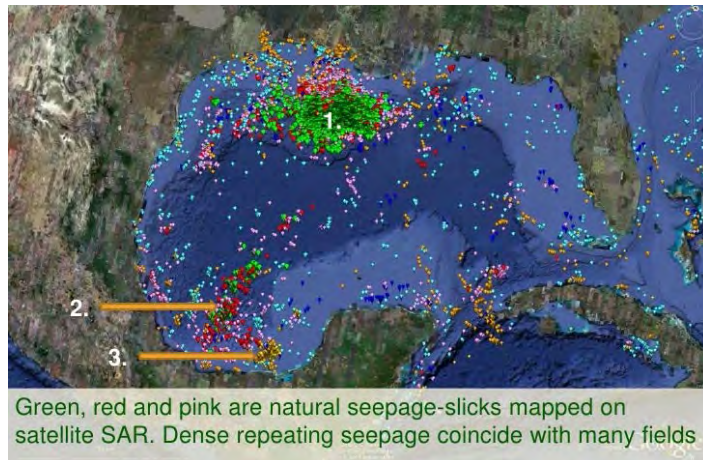 1.
2.
3.
Green, red and pink are natural seepage-slicks mapped on
satellite SAR. Dense repeating seepage coincide with many fields
Google